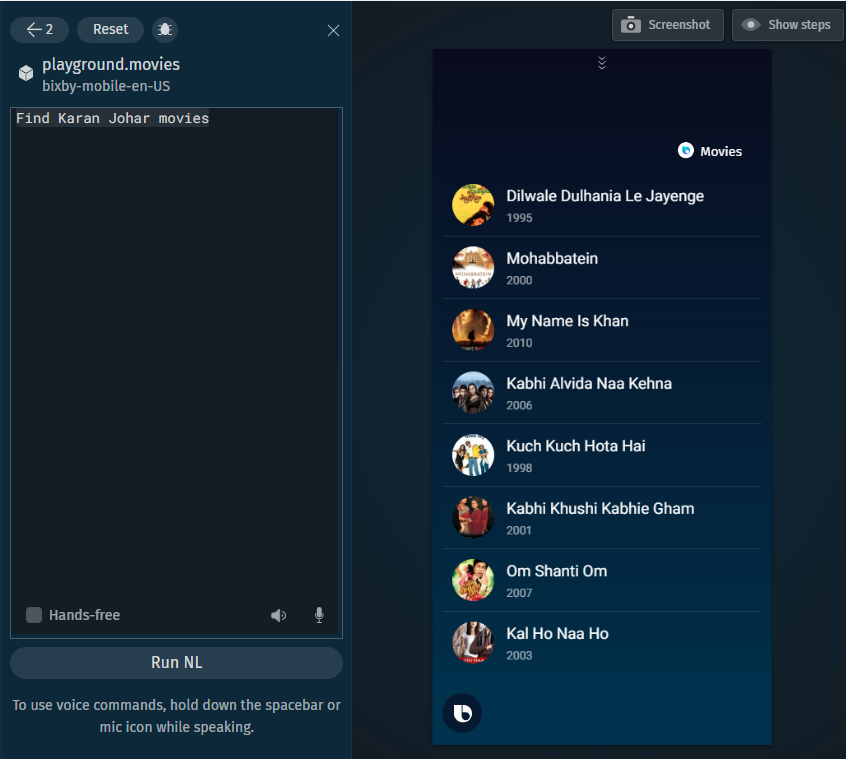 2
Reset
playground.movies
bixby-mobile-en-US
Find Karan Johar movies
Hands-free
Run NL
To use voice commands, hold down the spacebar or
mic icon while speaking.
Screenshot
Show steps
Movies
Dilwale Dulhania Le Jayenge
1995
Mohabbatein
2000
MOHABBATEIN
My Name Is Khan
2010
Kabhi Alvida Naa Kehna
2006
Kuch Kuch Hota Hai
1998
Kabhi Khushi Kabhie Gham
2001
Om Shanti Om
2007
Kal Ho Naa Ho
2003